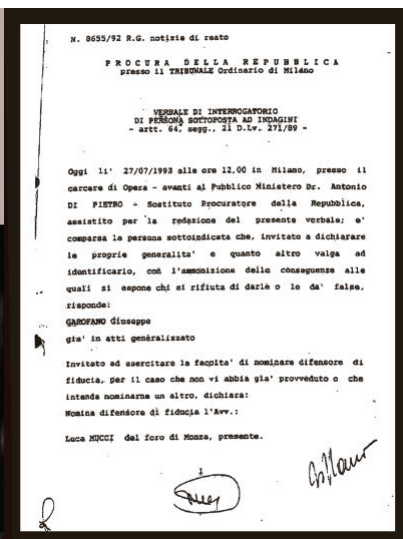 N. 8655/92 R.G. notizie di reato
PROCURA DELLA REPUBBLICA
presso il TRIBUNALE Ordinario di Milano
VERBALE DI INTERROGATORIO
DI PERSONA SOTTOPOSTA AD INDAGINI
- artt. 64, segg., 21 D.Lv. 271/89 -
Oggi li' 27/07/1993 alle ore 12,00 in Milano, presso il
carcere di Opera - avanti al Pubblico Ministero Dr. Antonio
DI PIETRO - Sostituto Procuratore della Repubblica,
assistito per la redazione del presente verbale; e'
comparsa la persona sottoindicata che, invitato a dichiarare
le proprie generalita' e quanto altro valga ad
identificarlo, con l'ammonizione delle conseguenze alle
quali si espone chi si rifiuta di darle o le da' false,
risponde:
GAROFANO Giuseppe
gia' in atti generalizzato
Invitato ad esercitare la facolta' di nominare difensore di
fiducia, per il caso che non vi abbia gia' provveduto o che
intenda nominarne un altro, dichiara:
Nomina difensore di fiducia l'Avv.:
Luca MUCCI del foro di Monza, presente.
1